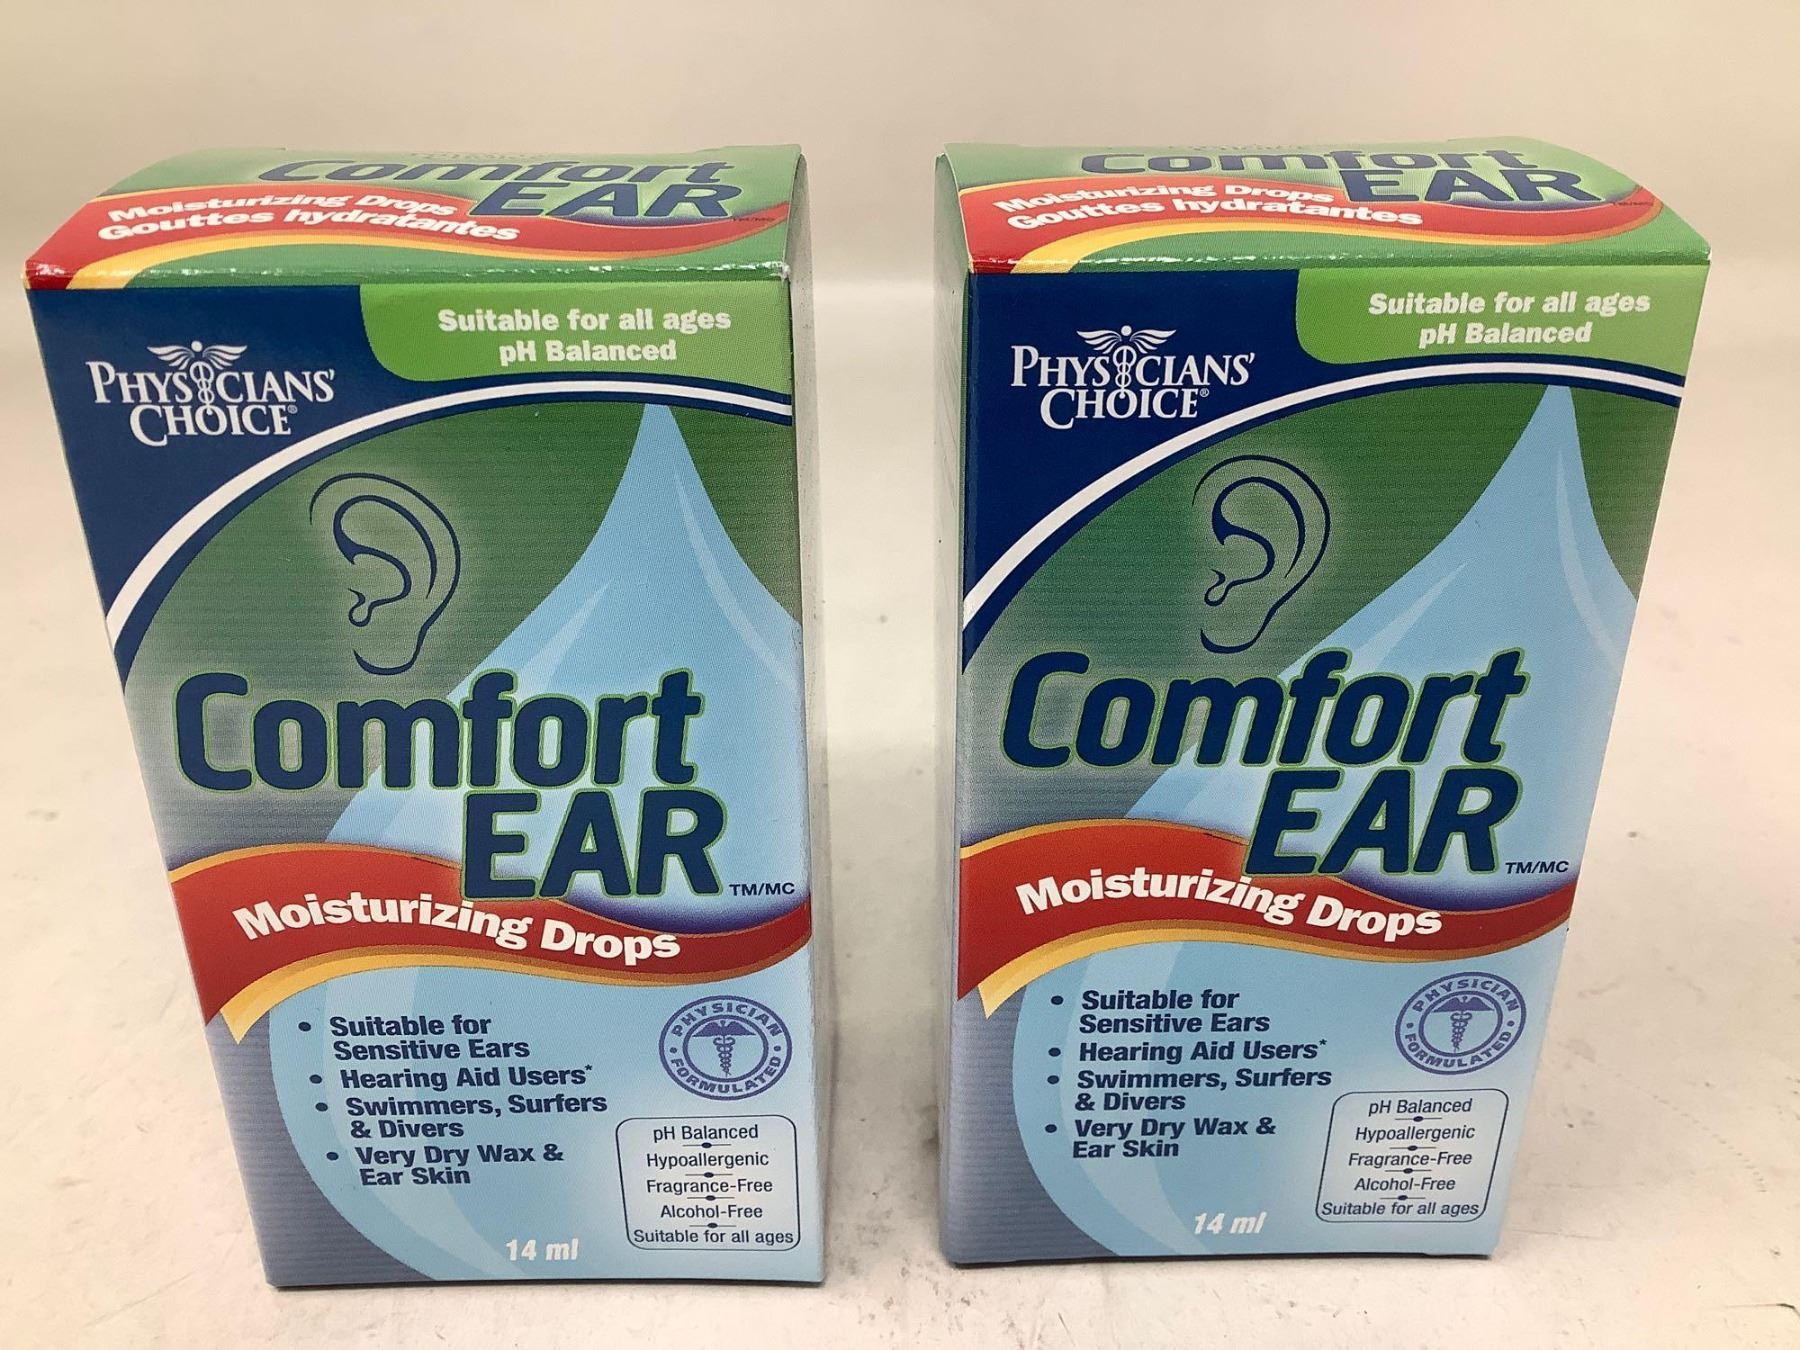 Comfort
EAR
TM/MC
Moisturizing Drops
Gouttes hydratantes
Suitable for all ages
pH Balanced
PHYSICIANS'
CHOICE®
Comfort
EAR
TM/MC
Moisturizing Drops
• Suitable for
Sensitive Ears
• Hearing Aid Users*
• Swimmers, Surfers
& Divers
• Very Dry Wax &
Ear Skin
PHYSICIAN
• FORMULATED •
pH Balanced
Hypoallergenic
Fragrance-Free
Alcohol-Free
Suitable for all ages
14 ml
Comfort
EAR
TM/MC
Moisturizing Drops
Gouttes hydratantes
Suitable for all ages
pH Balanced
PHYSICIANS'
CHOICE®
Comfort
EAR
TM/MC
Moisturizing Drops
• Suitable for
Sensitive Ears
• Hearing Aid Users*
• Swimmers, Surfers
& Divers
• Very Dry Wax &
Ear Skin
PHYSICIAN
• FORMULATED •
pH Balanced
Hypoallergenic
Fragrance-Free
Alcohol-Free
Suitable for all ages
14 ml